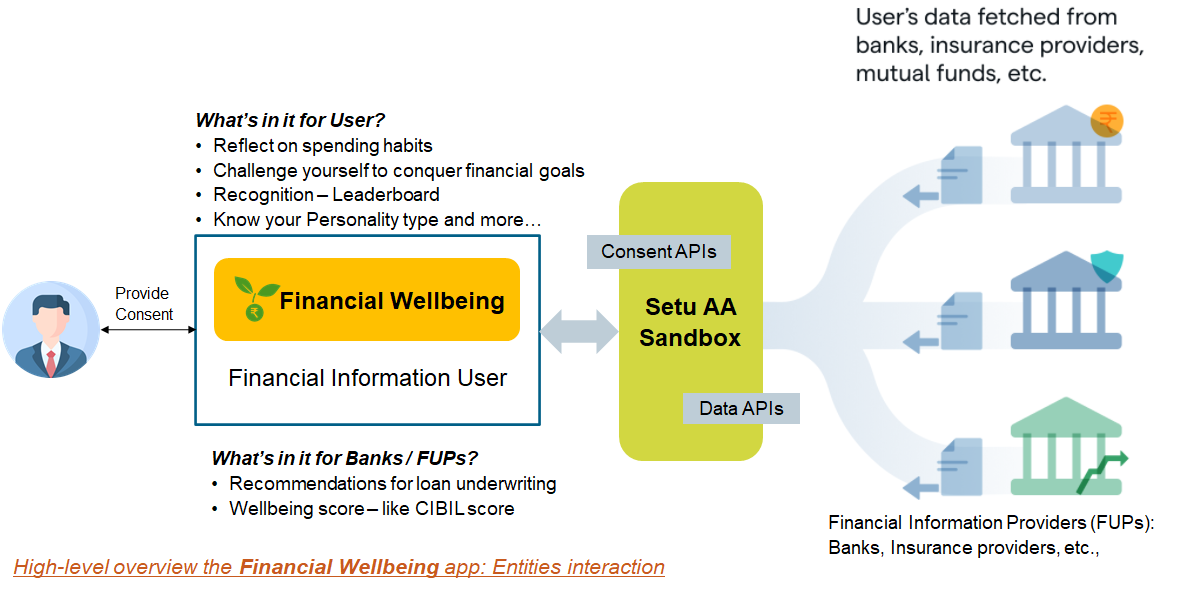 User's data fetched from
banks, insurance providers,
mutual funds, etc.
What's in it for User?
• Reflect on spending habits
• Challenge yourself to conquer financial goals
• Recognition – Leaderboard
• Know your Personality type and more…
Provide
Consent
₹
Financial Wellbeing
Financial Information User
Consent APIs
Setu AA
Sandbox
Data APIs
₹
What's in it for Banks / FUPs?
• Recommendations for loan underwriting
• Wellbeing score – like CIBIL score
Financial Information Providers (FUPs):
Banks, Insurance providers, etc.,
High-level overview the Financial Wellbeing app: Entities interaction